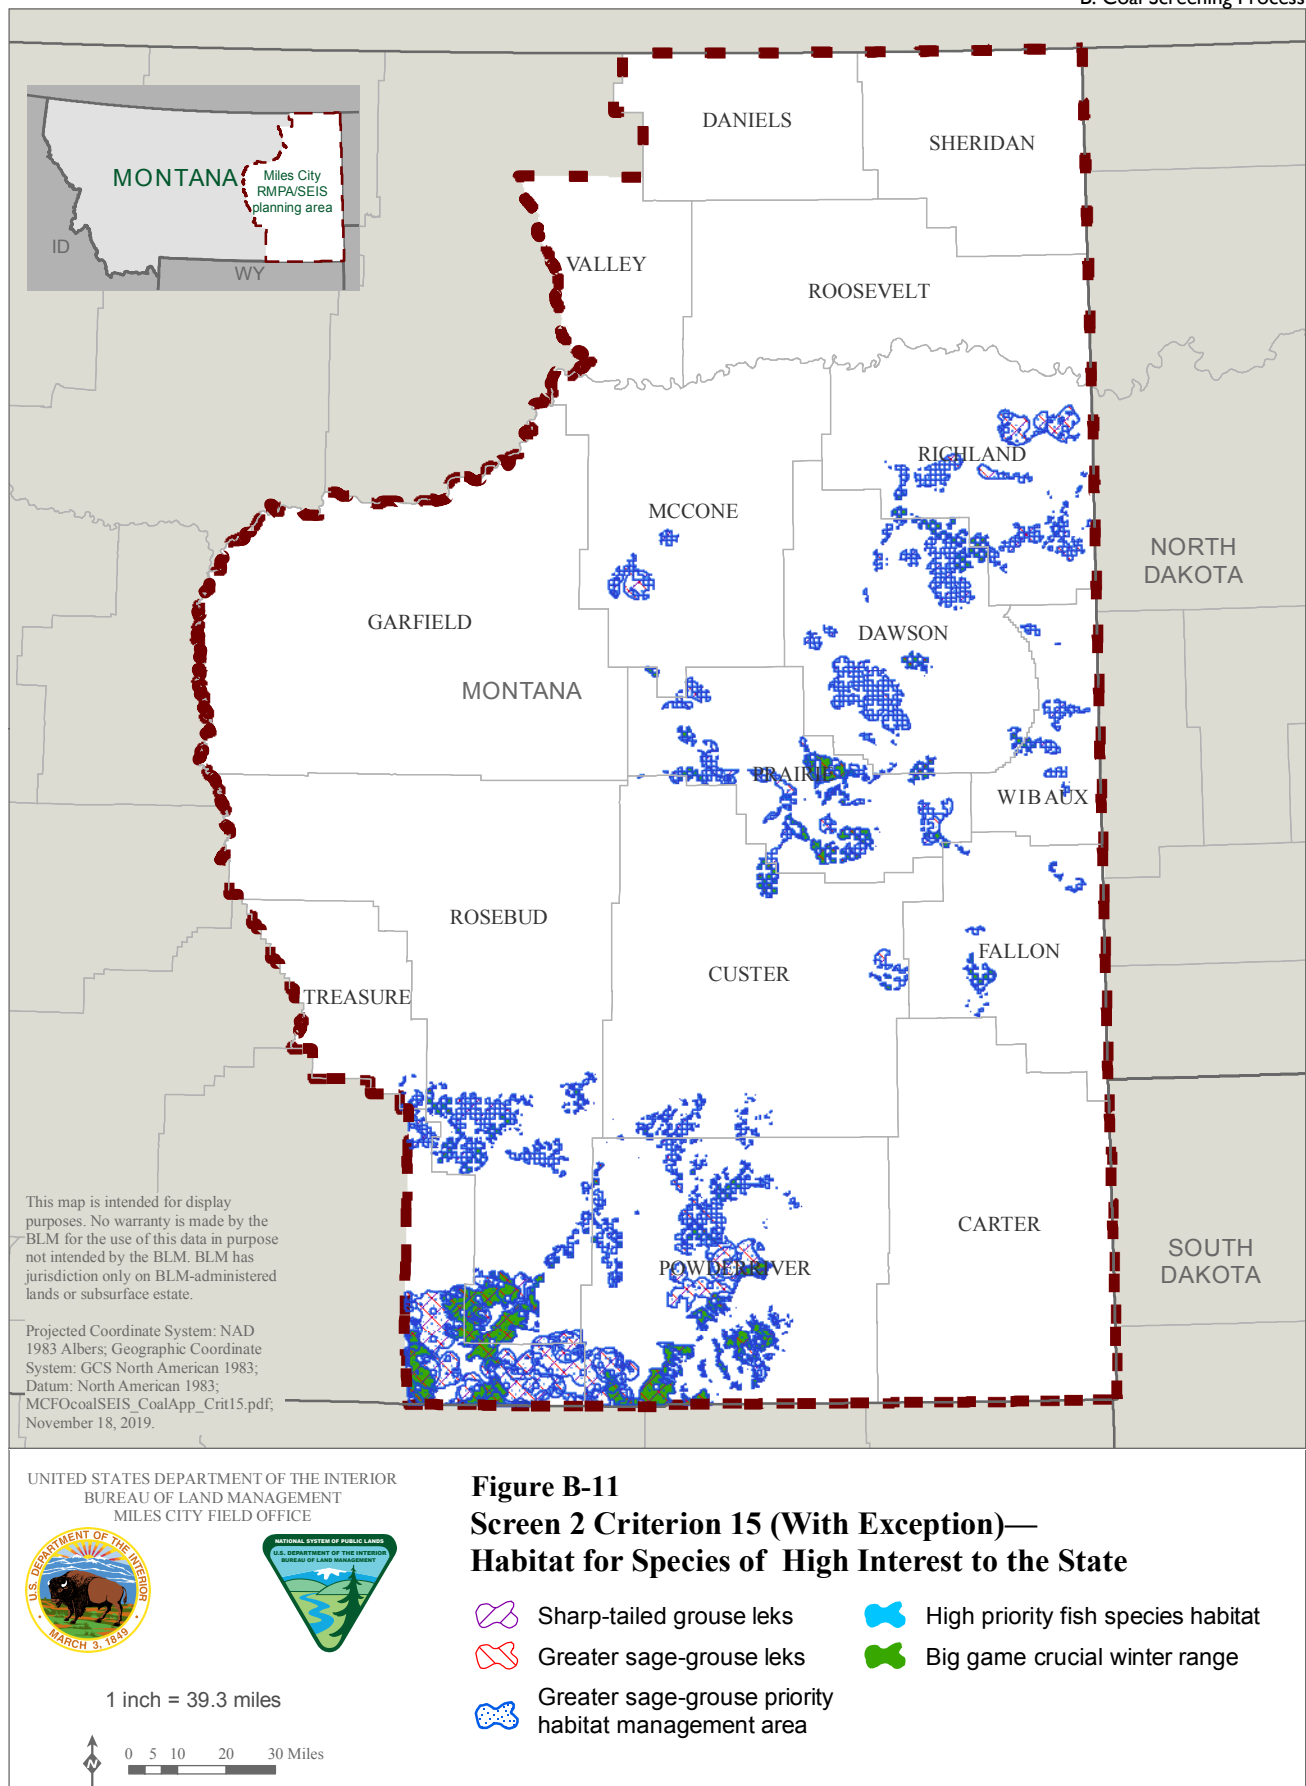 B. Coal Screening Process
MONTANA
Miles City
RMPA/SEIS
planning area
ID
WY
DANIELS
SHERIDAN
VALLEY
ROOSEVELT
RICHLAND
MCCONE
NORTH
DAKOTA
GARFIELD
DAWSON
MONTANA
PRAIRIE
WIBAUX
ROSEBUD
FALLON
CUSTER
TREASURE
CARTER
POWDERRIVER
SOUTH
DAKOTA
This map is intended for display
purposes. No warranty is made by the
BLM for the use of this data in purpose
not intended by the BLM. BLM has
jurisdiction only on BLM-administered
lands or subsurface estate.
Projected Coordinate System: NAD
1983 Albers; Geographic Coordinate
System: GCS North American 1983;
Datum: North American 1983;
MCFOcoalSEIS_CoalApp_Crit15.pdf;
November 18, 2019.
UNITED STATES DEPARTMENT OF THE INTERIOR
BUREAU OF LAND MANAGEMENT
MILES CITY FIELD OFFICE
U.S. DEPARTMENT OF THE INTERIOR
MARCH 3, 1849
NATIONAL SYSTEM OF PUBLIC LANDS
U.S. DEPARTMENT OF THE INTERIOR
BUREAU OF LAND MANAGEMENT
1 inch = 39.3 miles
N
0 5 10 20 30 Miles
Figure B-11
Screen 2 Criterion 15 (With Exception)—
Habitat for Species of High Interest to the State
Sharp-tailed grouse leks
Greater sage-grouse leks
Greater sage-grouse priority
habitat management area
High priority fish species habitat
Big game crucial winter range